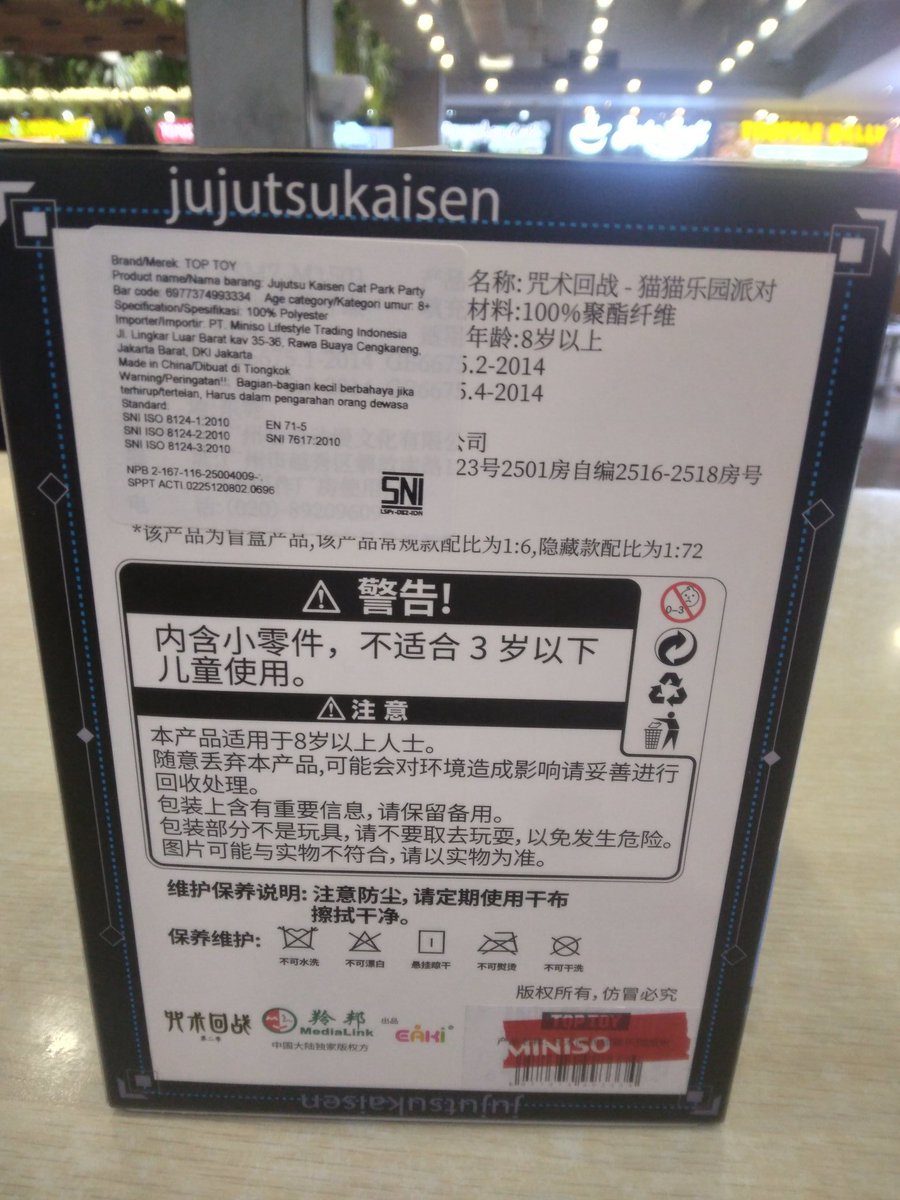 jujutsukaisen
Brand/Merek: TOP TOY
Product name/Nama barang: Jujutsu Kaisen Cat Park Party
Bar code: 6977374993334 Age category/Kategori umur: 8+
Specification/Spesifikasi: 100% Polyester
Importer/Importir: PT. Miniso Lifestyle Trading Indonesia
Jl. Lingkar Luar Barat kav 35-36, Rawa Buaya Cengkareng,
Jakarta Barat, DKI Jakarta
Made in China/Dibuat di Tiongkok
Warning/Peringatan!!: Bagian-bagian kecil berbahaya jika
terhirup/tertelan, Harus dalam pengarahan orang dewasa
Standard:
SNI ISO 8124-1:2010 EN 71-5
SNI ISO 8124-2:2010 SNI 7617:2010
SNI ISO 8124-3:2010
NPB 2-167-116-25004009-,
SPPT ACTI 0225120802.0696
SNI
LSPr-082-IDN
名称: 咒术回战 - 猫猫乐园派对
材料:100%聚酯纤维
年龄:8岁以上
5.2-2014
5.4-2014
公司
23号2501房自编2516-2518房号
*该产品为盲盒产品,该产品常规款配比为1:6,隐藏款配比为1:72
警告!
内含小零件，不适合 3 岁以下
儿童使用。
0-3
注 意
本产品适用于8岁以上人士。
随意丢弃本产品,可能会对环境造成影响请妥善进行
回收处理。
包装上含有重要信息, 请保留备用。
包装部分不是玩具, 请不要取去玩耍, 以免发生危险。
图片可能与实物不符合, 请以实物为准。
维护保养说明: 注意防尘, 请定期使用干布
擦拭干净。
保养维护:
不可水洗 不可漂白 悬挂晾干 不可熨烫 不可干洗
版权所有, 仿冒必究
咒术回战
第二季
羚邦
MediaLink
出品
中国大陆独家版权方
EAKI
TOP TOY
MINISO
jujutsukaisen